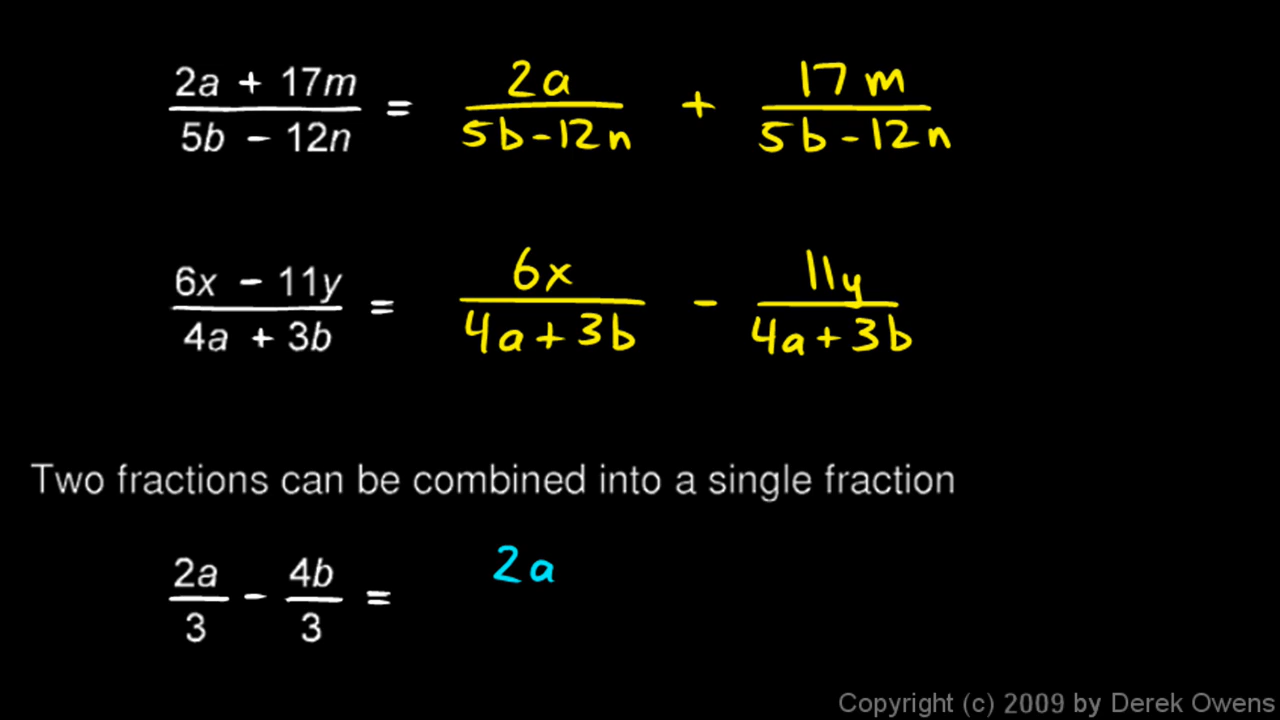 2a + 17m / 5b − 12n = 2a / 5b−12n + 17m / 5b−12n
6x − 11y / 4a + 3b = 6x / 4a+3b − 11y / 4a+3b
Two fractions can be combined into a single fraction
2a / 3 − 4b / 3 = 2a
Copyright (c) 2009 by Derek Owens